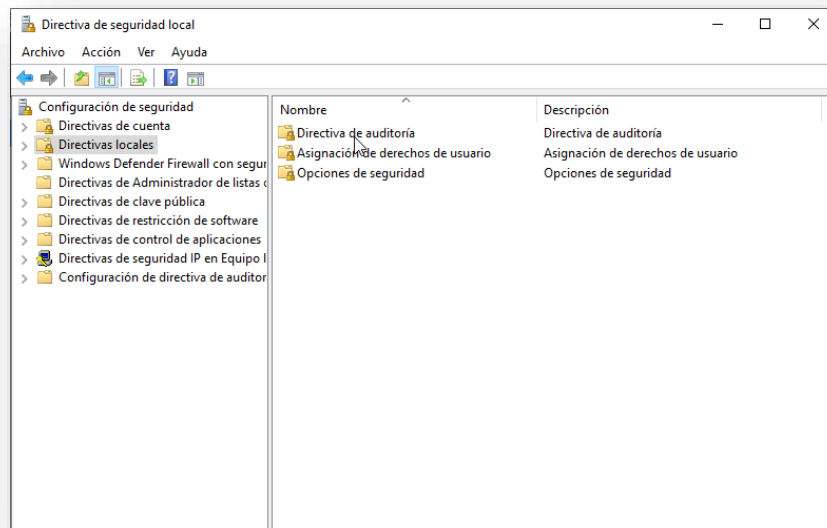 Directiva de seguridad local
Archivo Acción Ver Ayuda
Configuración de seguridad
Directivas de cuenta
Directivas locales
Windows Defender Firewall con segur
Directivas de Administrador de listas
Directivas de clave pública
Directivas de restricción de software
Directivas de control de aplicaciones
Directivas de seguridad IP en Equipo l
Configuración de directiva de auditor
Nombre Descripción
Directiva de auditoría Directiva de auditoría
Asignación de derechos de usuario Asignación de derechos de usuario
Opciones de seguridad Opciones de seguridad